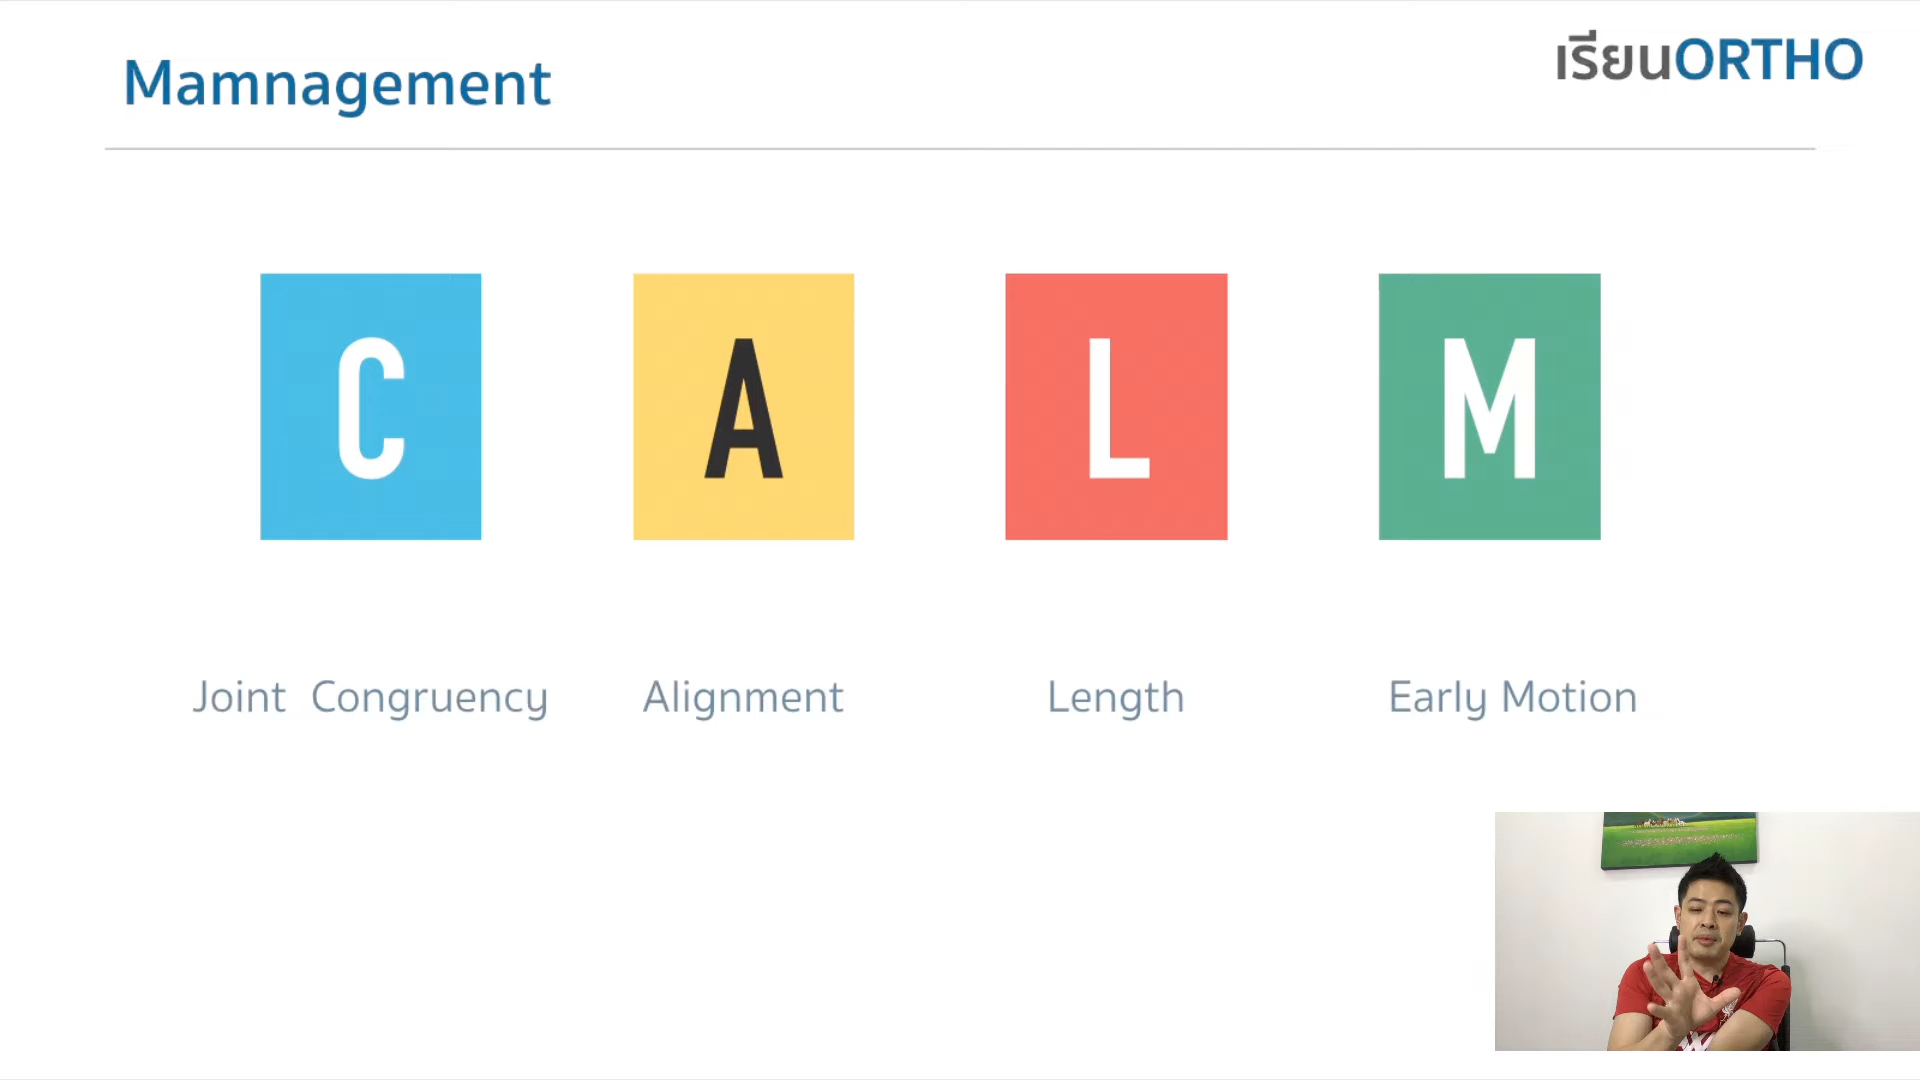 Mamnagement
เรียนORTHO
C A L M
Joint Congruency Alignment Length Early Motion